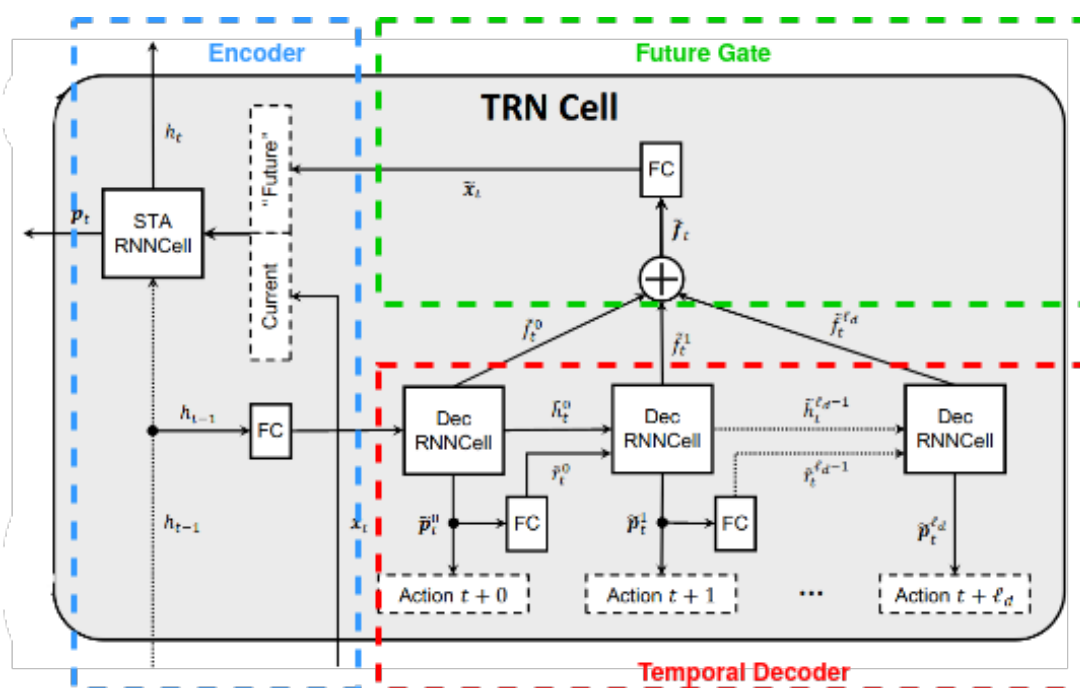 Encoder
Future Gate
TRN Cell
h_t
"Future"
FC
x̃_t
p_t
STA
RNNCell
f̃_t
Current
f̃_t^0
f̃_t^1
f̃_t^{ℓ_d}
h_{t-1}
FC
Dec
RNNCell
h̃_t^0
Dec
RNNCell
h̃_t^{ℓ_d-1}
Dec
RNNCell
r̃_t^0
r̃_t^{ℓ_d-1}
h_{t-1}
x_t
p̃_t^0
FC
p̃_t^1
FC
p̃_t^{ℓ_d}
Action t + 0
Action t + 1
...
Action t + ℓ_d
Temporal Decoder